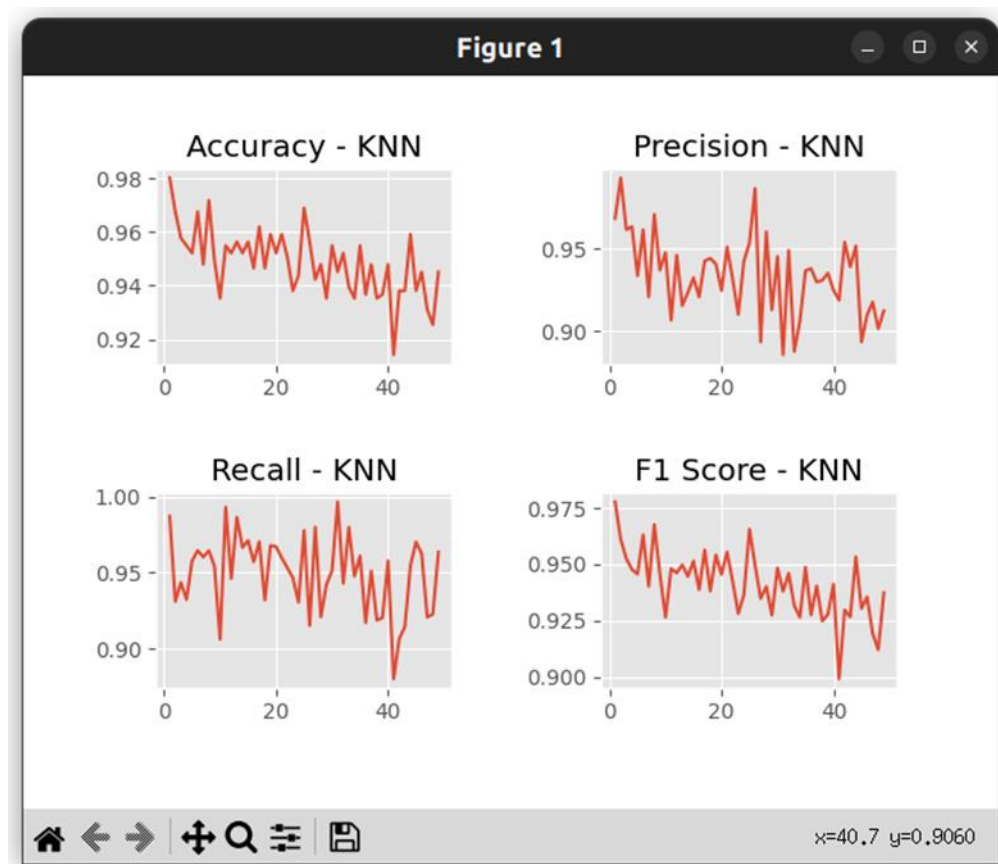 Figure 1
Accuracy - KNN
0.98
0.96
0.94
0.92
0 20 40
Precision - KNN
0.95
0.90
0 20 40
Recall - KNN
1.00
0.95
0.90
0 20 40
F1 Score - KNN
0.975
0.950
0.925
0.900
0 20 40
x=40.7 y=0.9060